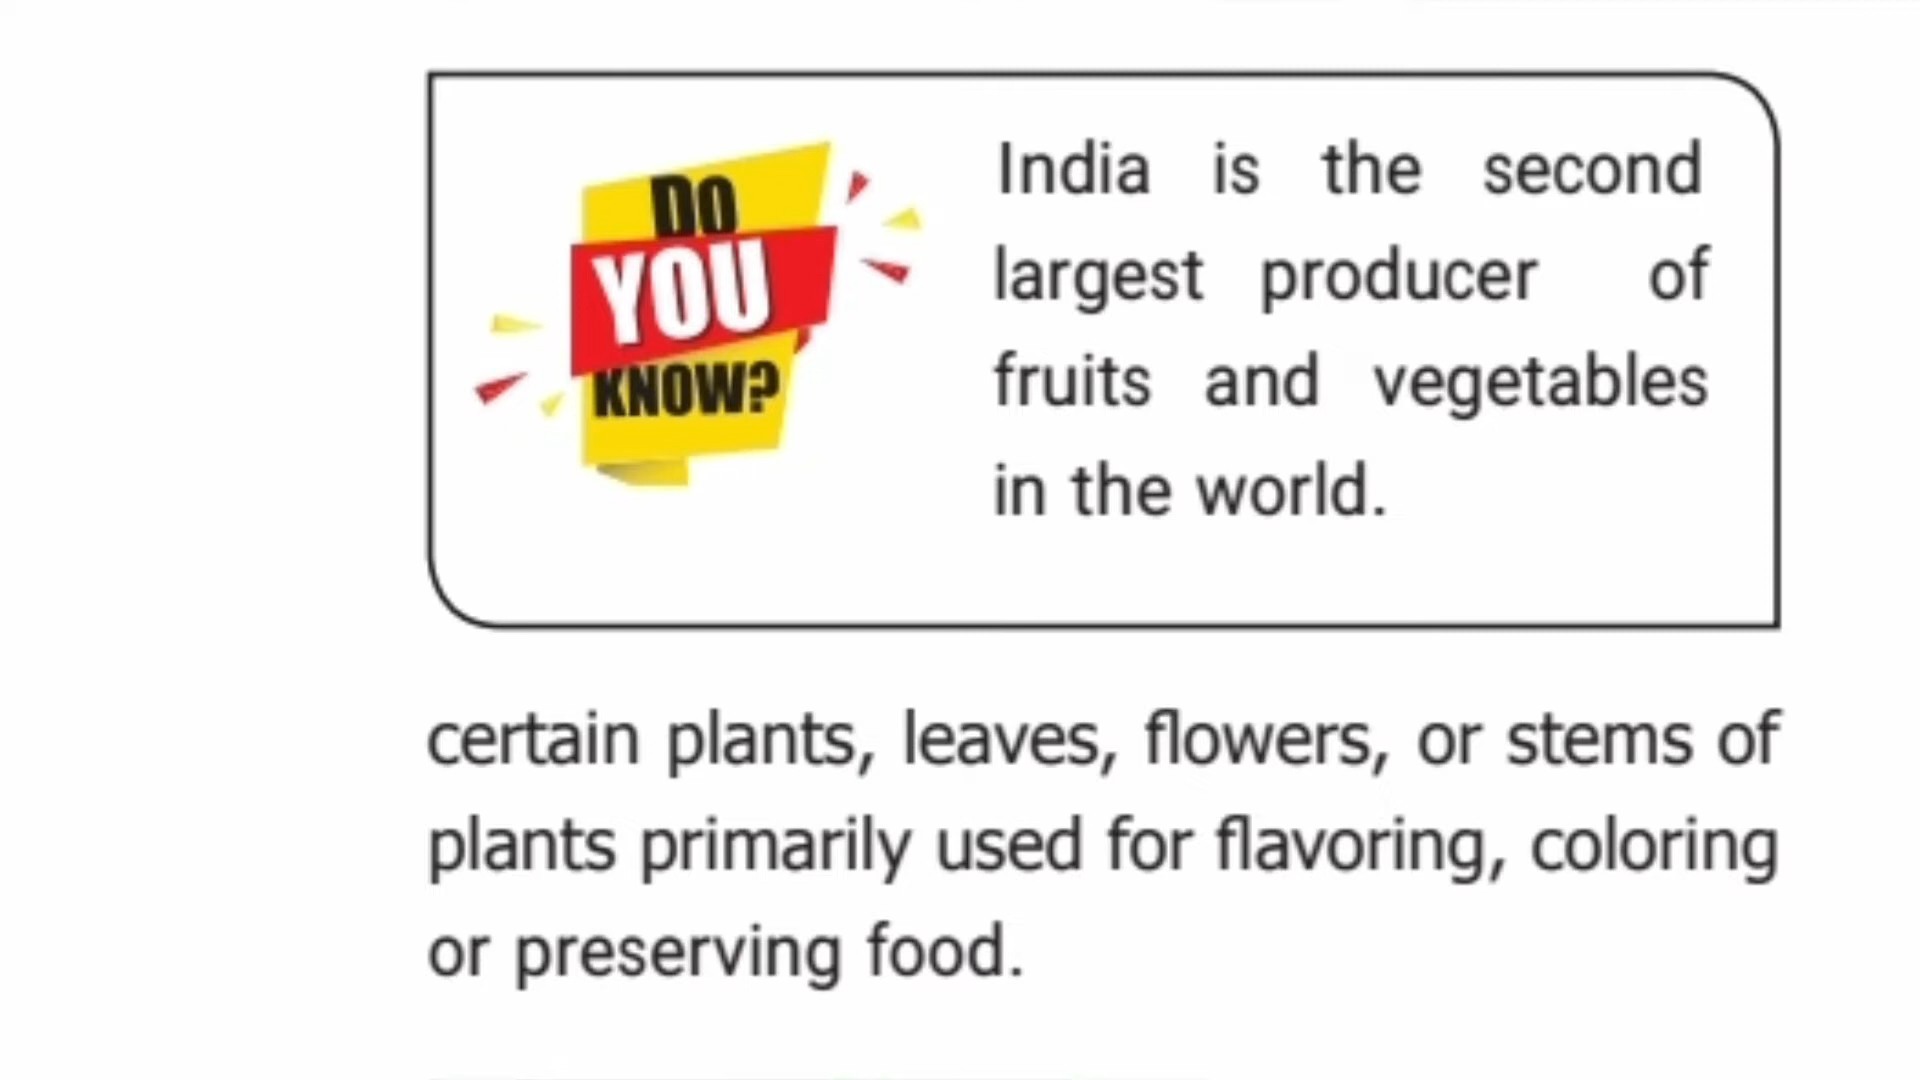 DO
YOU
KNOW?
India is the second
largest producer of
fruits and vegetables
in the world.
certain plants, leaves, flowers, or stems of
plants primarily used for flavoring, coloring
or preserving food.